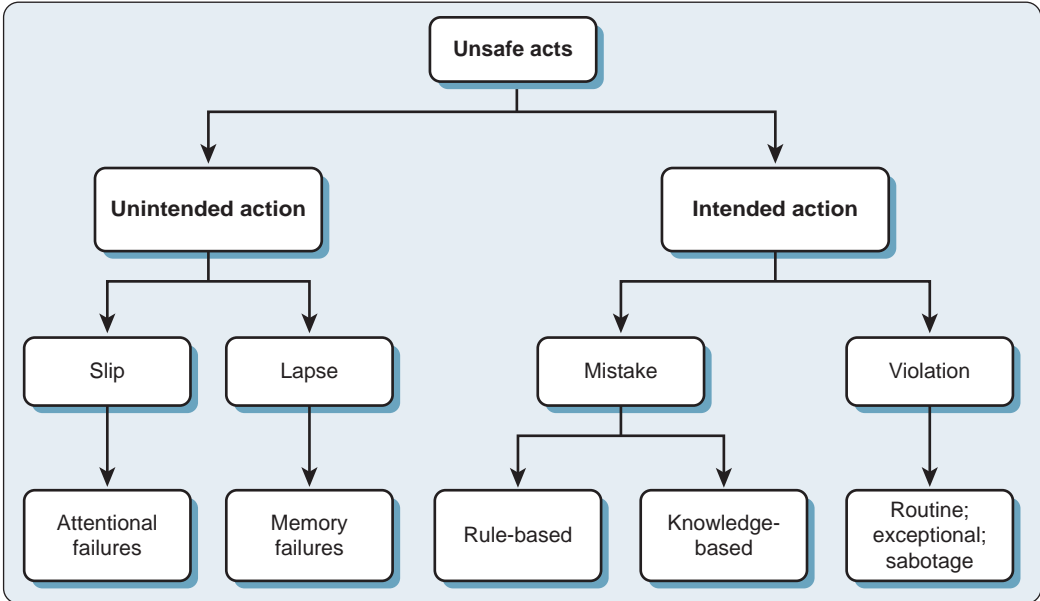 Unsafe acts
Unintended action
Intended action
Slip
Lapse
Mistake
Violation
Attentional
failures
Memory
failures
Rule-based
Knowledge-
based
Routine;
exceptional;
sabotage